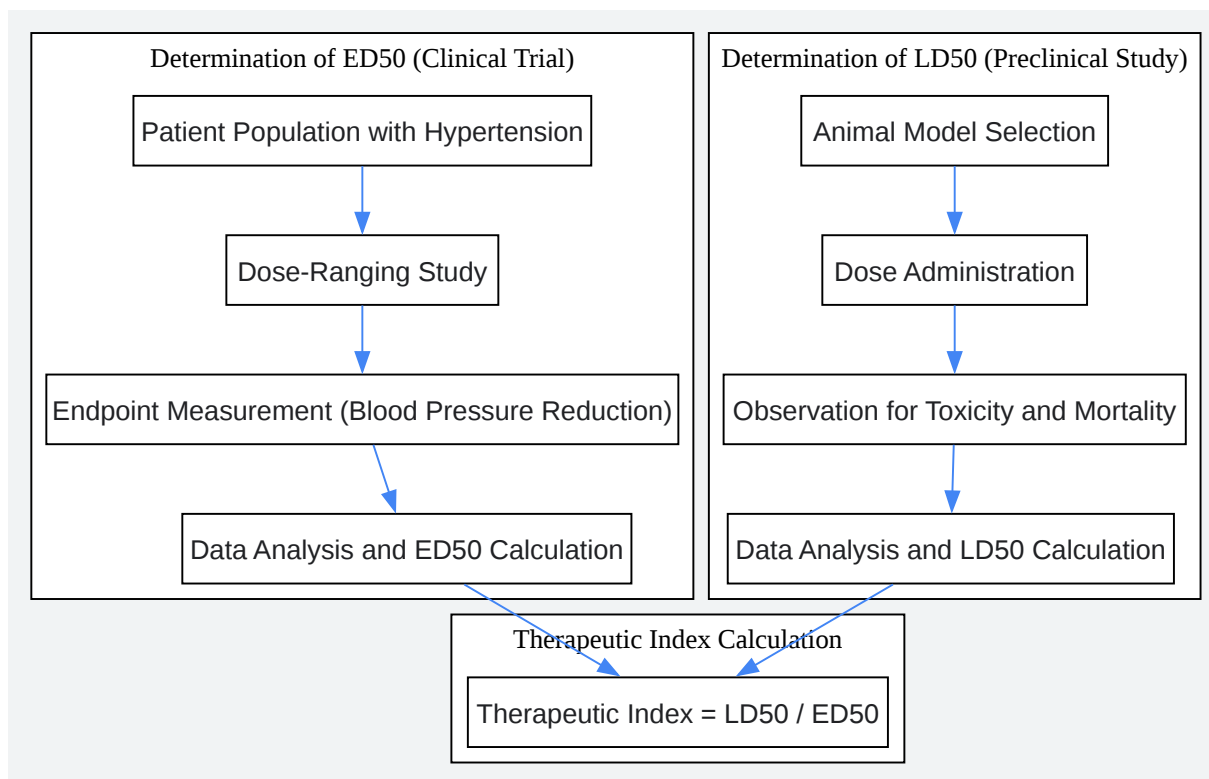 Determination of ED50 (Clinical Trial)
Patient Population with Hypertension
Dose-Ranging Study
Endpoint Measurement (Blood Pressure Reduction)
Data Analysis and ED50 Calculation
Determination of LD50 (Preclinical Study)
Animal Model Selection
Dose Administration
Observation for Toxicity and Mortality
Data Analysis and LD50 Calculation
Therapeutic Index Calculation
Therapeutic Index = LD50 / ED50